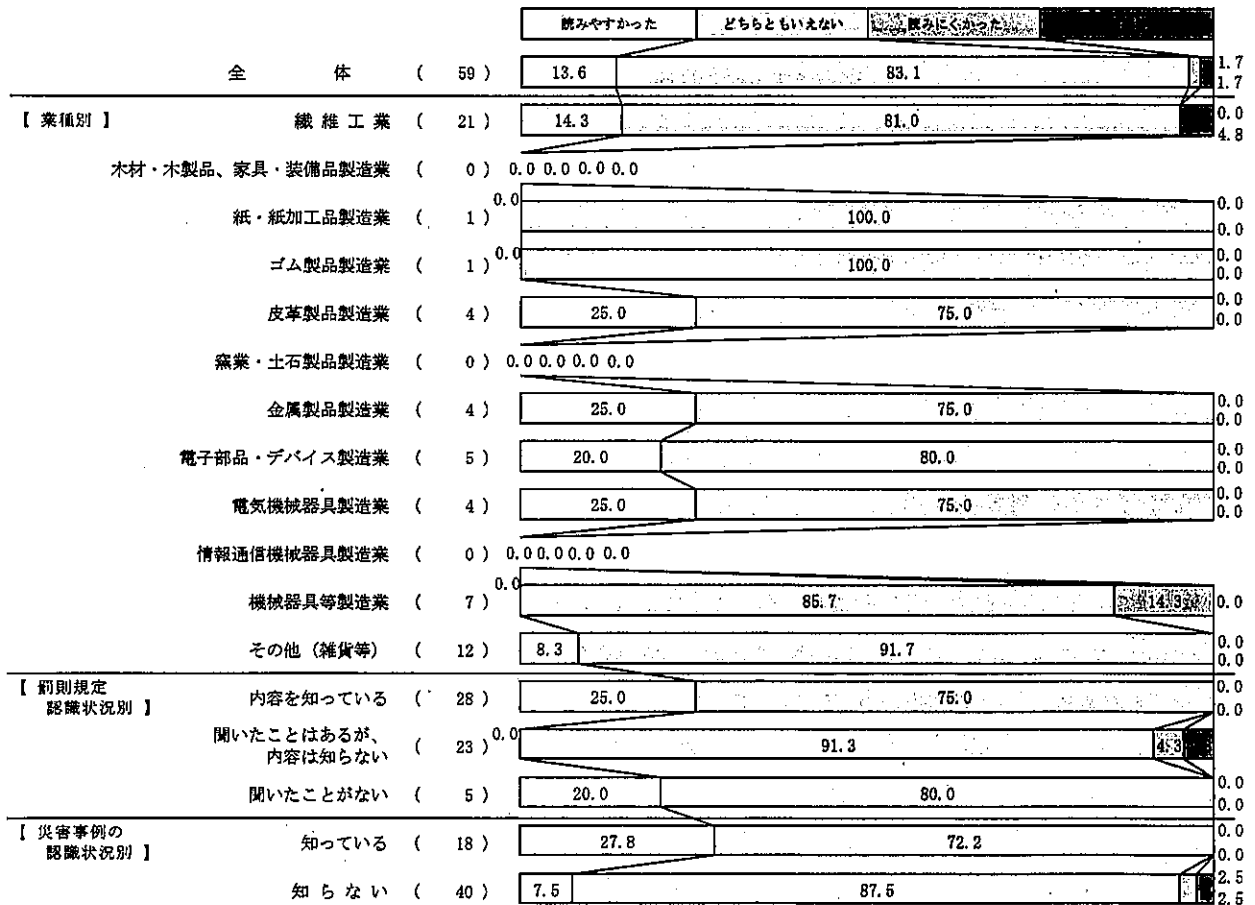 読みやすかった どちらともいえない 読みにくかった
全体 ( 59 ) 13.6 83.1 1.7 1.7
【 業種別 】 繊維工業 ( 21 ) 14.3 81.0 0.0 4.8
木材・木製品、家具・装備品製造業 ( 0 ) 0.0 0.0 0.0 0.0
紙・紙加工品製造業 ( 1 ) 0.0 100.0 0.0 0.0
ゴム製品製造業 ( 1 ) 0.0 100.0 0.0 0.0
皮革製品製造業 ( 4 ) 25.0 75.0 0.0 0.0
窯業・土石製品製造業 ( 0 ) 0.0 0.0 0.0 0.0
金属製品製造業 ( 4 ) 25.0 75.0 0.0 0.0
電子部品・デバイス製造業 ( 5 ) 20.0 80.0 0.0 0.0
電気機械器具製造業 ( 4 ) 25.0 75.0 0.0 0.0
情報通信機械器具製造業 ( 0 ) 0.0 0.0 0.0 0.0
機械器具等製造業 ( 7 ) 0.0 85.7 14.3 0.0
その他（雑貨等） ( 12 ) 8.3 91.7 0.0 0.0
【 罰則規定
認識状況別 】 内容を知っている ( 28 ) 25.0 75.0 0.0 0.0
聞いたことはあるが、
内容は知らない ( 23 ) 0.0 91.3 4.3
聞いたことがない ( 5 ) 20.0 80.0 0.0 0.0
【 災害事例の
認識状況別 】 知っている ( 18 ) 27.8 72.2 0.0 0.0
知らない ( 40 ) 7.5 87.5 2.5 2.5